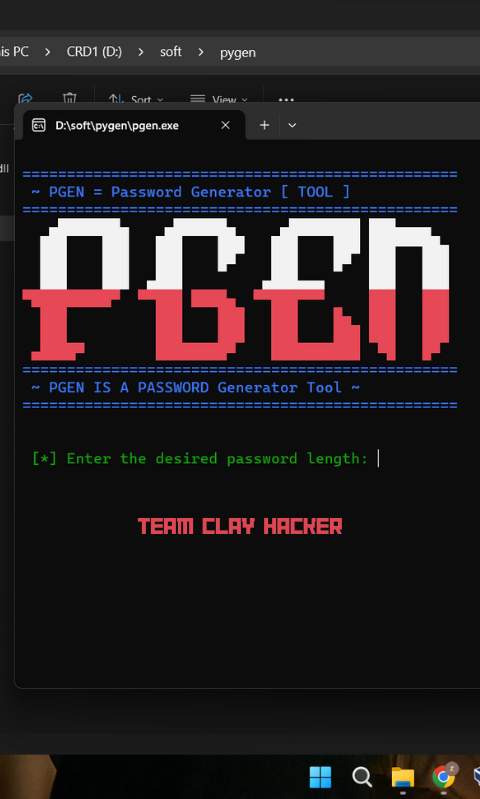 is PC > CRD1 (D:) > soft > pygen
Sort View
dll
D:\soft\pygen\pgen.exe
=================================================
~ PGEN = Password Generator [ TOOL ]
=================================================
PGEN
=================================================
~ PGEN IS A PASSWORD Generator Tool ~
=================================================
[*] Enter the desired password length:
TEAM CLAY HACKER